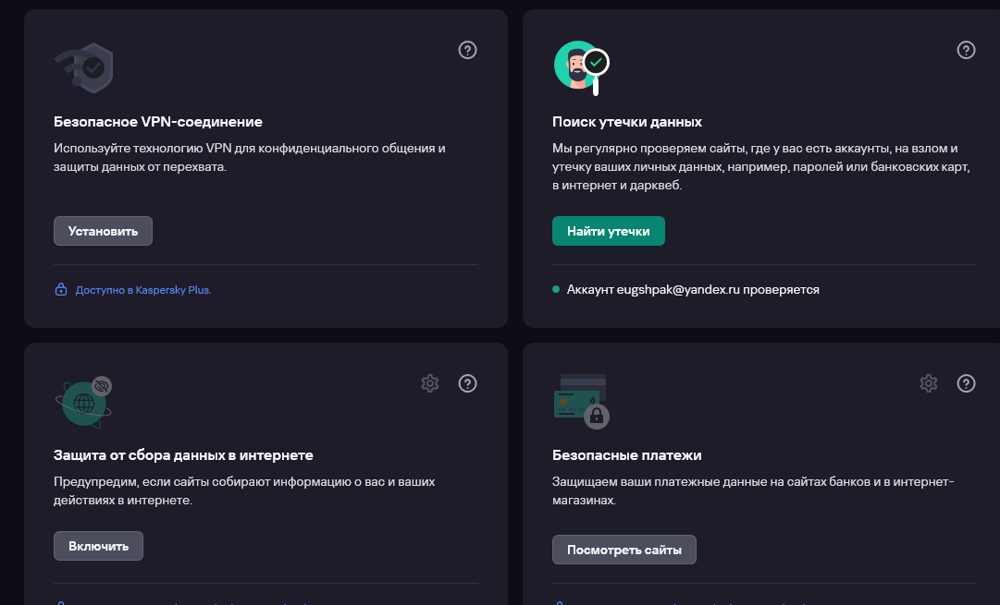 Безопасное VPN-соединение
Используйте технологию VPN для конфиденциального общения и
защиты данных от перехвата.
Установить
Доступно в Kaspersky Plus.
Поиск утечки данных
Мы регулярно проверяем сайты, где у вас есть аккаунты, на взлом и
утечку ваших личных данных, например, паролей или банковских карт,
в интернет и дарквеб.
Найти утечки
Аккаунт eugshpak@yandex.ru проверяется
Защита от сбора данных в интернете
Предупредим, если сайты собирают информацию о вас и ваших
действиях в интернете.
Включить
Безопасные платежи
Защищаем ваши платежные данные на сайтах банков и в интернет-
магазинах.
Посмотреть сайты